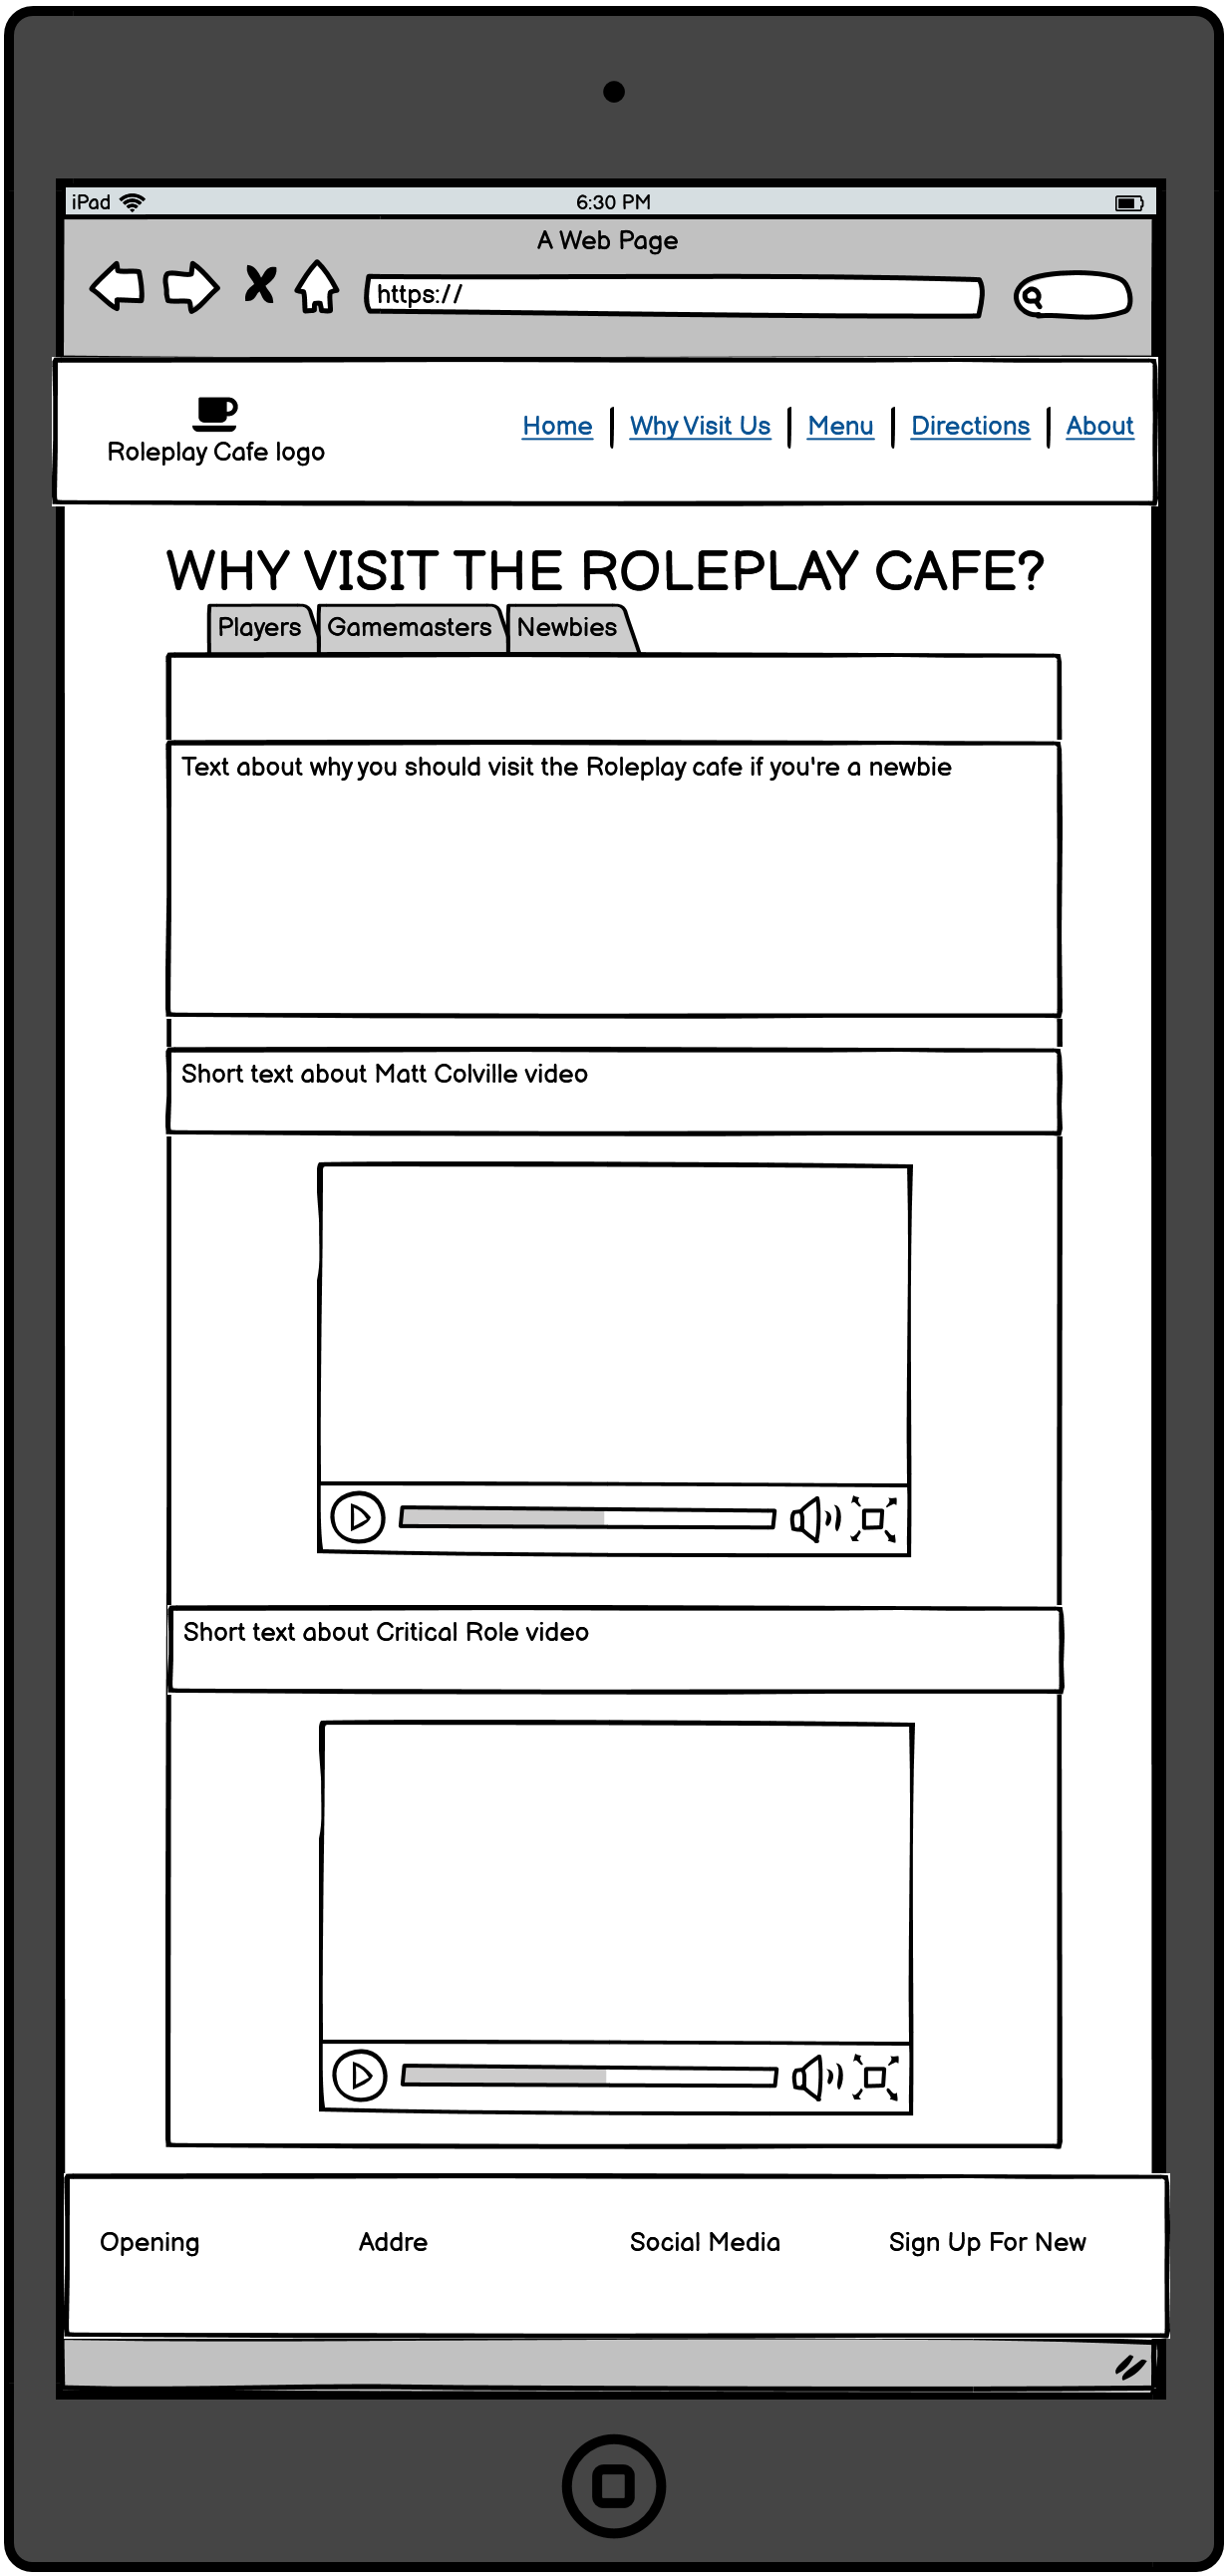 iPad 6:30 PM
A Web Page
https://
Roleplay Cafe logo
Home Why Visit Us Menu Directions About
WHY VISIT THE ROLEPLAY CAFE?
Players Gamemasters Newbies
Text about why you should visit the Roleplay cafe if you're a newbie
Short text about Matt Colville video
Short text about Critical Role video
Opening Addre Social Media Sign Up For New